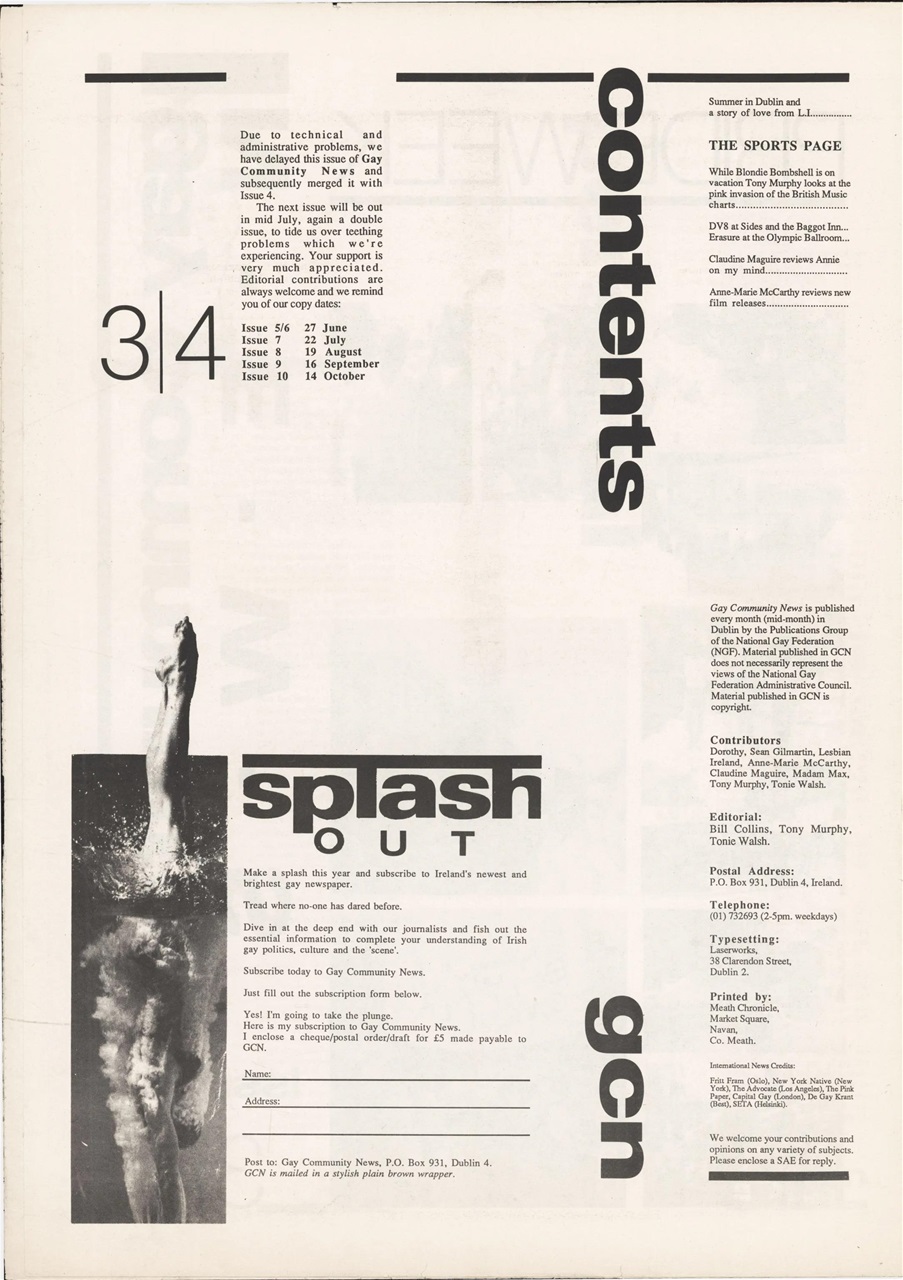 Due to technical and
administrative problems, we
have delayed this issue of Gay
Community News and
subsequently merged it with
Issue 4.
The next issue will be out
in mid July, again a double
issue, to tide us over teething
problems which we're
experiencing. Your support is
very much appreciated.
Editorial contributions are
always welcome and we remind
you of our copy dates:
Issue 5/6 27 June
Issue 7 22 July
Issue 8 19 August
Issue 9 16 September
Issue 10 14 October
3|4
contents
Summer in Dublin and
a story of love from L.I...............
THE SPORTS PAGE
While Blondie Bombshell is on
vacation Tony Murphy looks at the
pink invasion of the British Music
charts.......................................
DV8 at Sides and the Baggot Inn...
Erasure at the Olympic Ballroom...
Claudine Maguire reviews Annie
on my mind.............................
Anne-Marie McCarthy reviews new
film releases.............................
splash
OUT
Make a splash this year and subscribe to Ireland's newest and
brightest gay newspaper.
Tread where no-one has dared before.
Dive in at the deep end with our journalists and fish out the
essential information to complete your understanding of Irish
gay politics, culture and the 'scene'.
Subscribe today to Gay Community News.
Just fill out the subscription form below.
Yes! I'm going to take the plunge.
Here is my subscription to Gay Community News.
I enclose a cheque/postal order/draft for £5 made payable to
GCN.
Name:
Address:
Post to: Gay Community News, P.O. Box 931, Dublin 4.
GCN is mailed in a stylish plain brown wrapper.
gcn
Gay Community News is published
every month (mid-month) in
Dublin by the Publications Group
of the National Gay Federation
(NGF). Material published in GCN
does not necessarily represent the
views of the National Gay
Federation Administrative Council.
Material published in GCN is
copyright.
Contributors
Dorothy, Sean Gilmartin, Lesbian
Ireland, Anne-Marie McCarthy,
Claudine Maguire, Madam Max,
Tony Murphy, Tonie Walsh.
Editorial:
Bill Collins, Tony Murphy,
Tonie Walsh.
Postal Address:
P.O. Box 931, Dublin 4, Ireland.
Telephone:
(01) 732693 (2-5pm. weekdays)
Typesetting:
Laserworks,
38 Clarendon Street,
Dublin 2.
Printed by:
Meath Chronicle,
Market Square,
Navan,
Co. Meath.
International News Credits:
Fritt Fram (Oslo), New York Native (New
York), The Advocate (Los Angeles), The Pink
Paper, Capital Gay (London), De Gay Krant
(Best), SETA (Helsinki).
We welcome your contributions and
opinions on any variety of subjects.
Please enclose a SAE for reply.